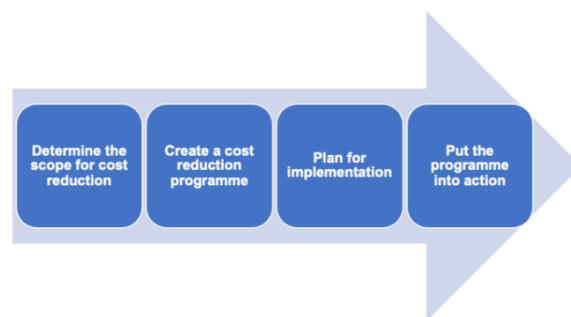 Determine the
scope for cost
reduction
Create a cost
reduction
programme
Plan for
implementation
Put the
programme
into action